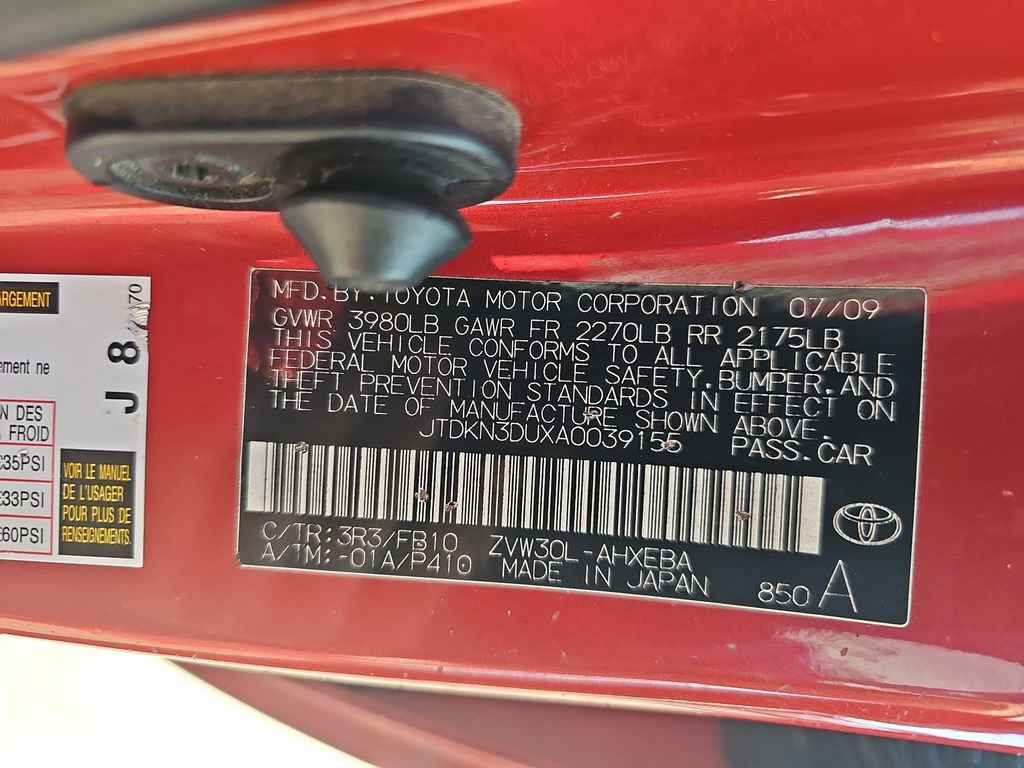 ARGEMENT
70
J 8
ement ne
N DES
A FROID
35PSI
33PSI
60PSI
VOIR LE MANUEL
DE L'USAGER
POUR PLUS DE
RENSEIGNEMENTS.
MFD.BY:TOYOTA MOTOR CORPORATION 07/09
GVWR 3980LB GAWR FR 2270LB RR 2175LB
THIS VEHICLE CONFORMS TO ALL APPLICABLE
FEDERAL MOTOR VEHICLE SAFETY,BUMPER,AND
THEFT PREVENTION STANDARDS IN EFFECT ON
THE DATE OF MANUFACTURE SHOWN ABOVE.
JTDKN3DUXA0039155 PASS.CAR
C/TR:3R3/FB10 ZVW30L-AHXEBA
A/TM:-01A/P410 MADE IN JAPAN
850 A